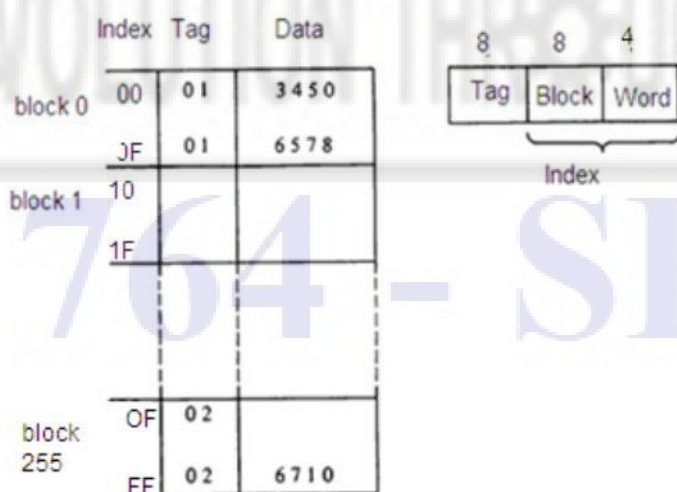 Index Tag Data
block 0 00 01 3450
0F 01 6578
block 1 10
1F
block 255 OF 02
FF 02 6710
8 8 4
Tag Block Word
Index
764 - SI